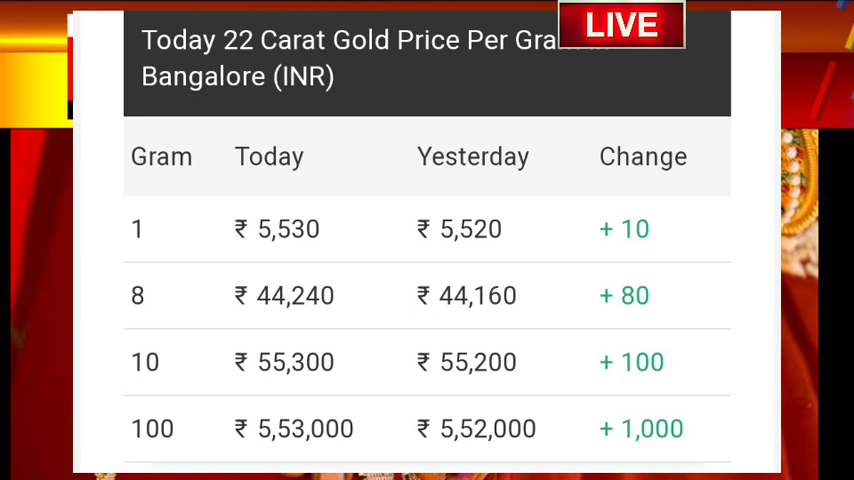 LIVE
Today 22 Carat Gold Price Per
Bangalore (INR)
Gram Today Yesterday Change
1 ₹ 5,530 ₹ 5,520 + 10
8 ₹ 44,240 ₹ 44,160 + 80
10 ₹ 55,300 ₹ 55,200 + 100
100 ₹ 5,53,000 ₹ 5,52,000 + 1,000